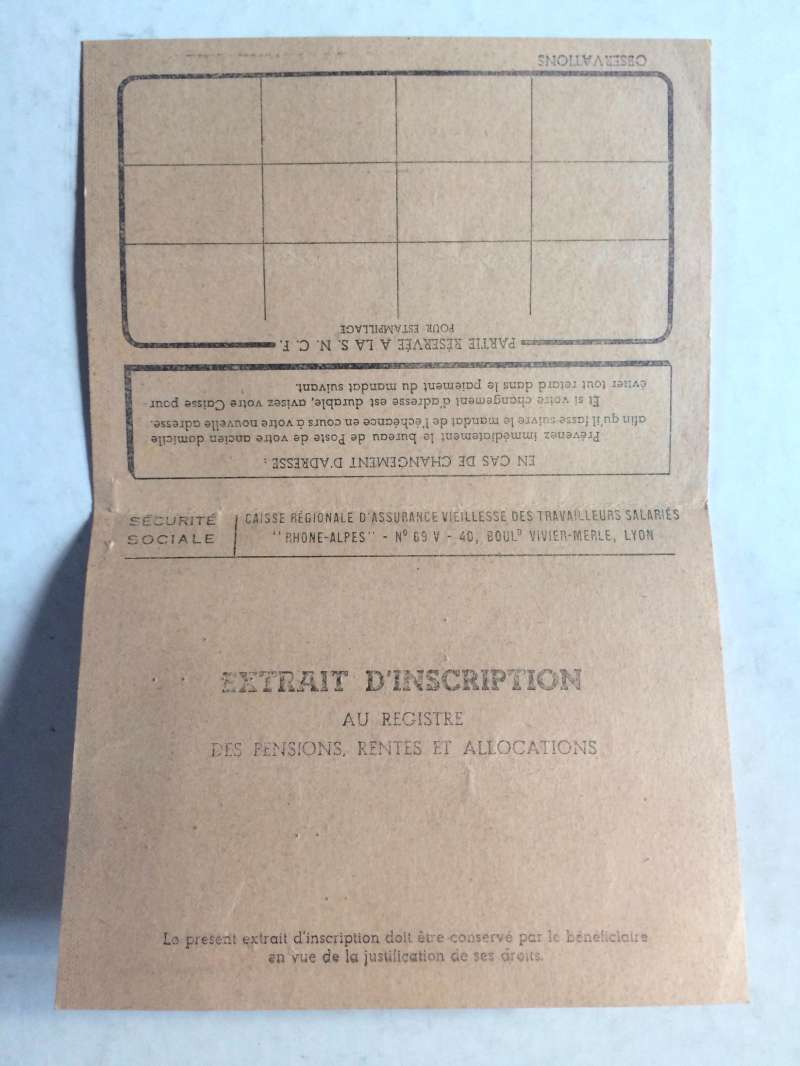 SÉCURITÉ
SOCIALE
CAISSE RÉGIONALE D'ASSURANCE VIEILLESSE DES TRAVAILLEURS SALARIÉS
"RHONE-ALPES" - Nº 69 V - 40, BOULD VIVIER-MERLE, LYON
EXTRAIT D'INSCRIPTION
AU REGISTRE
DES PENSIONS, RENTES ET ALLOCATIONS
Le présent extrait d'inscription doit être conservé par le bénéficiaire
en vue de la justification de ses droits.
EN CAS DE CHANGEMENT D'ADRESSE :
Prévenez immédiatement le bureau de Poste de votre ancien domicile
afin qu'il fasse suivre le mandat de l'échéance en cours à votre nouvelle adresse.
Et si votre changement d'adresse est durable, avisez votre Caisse pour
éviter tout retard dans le paiement du mandat suivant.
PARTIE RÉSERVÉE A LA S. N. C. F.
POUR ESTAMPILLAGE
OBSERVATIONS